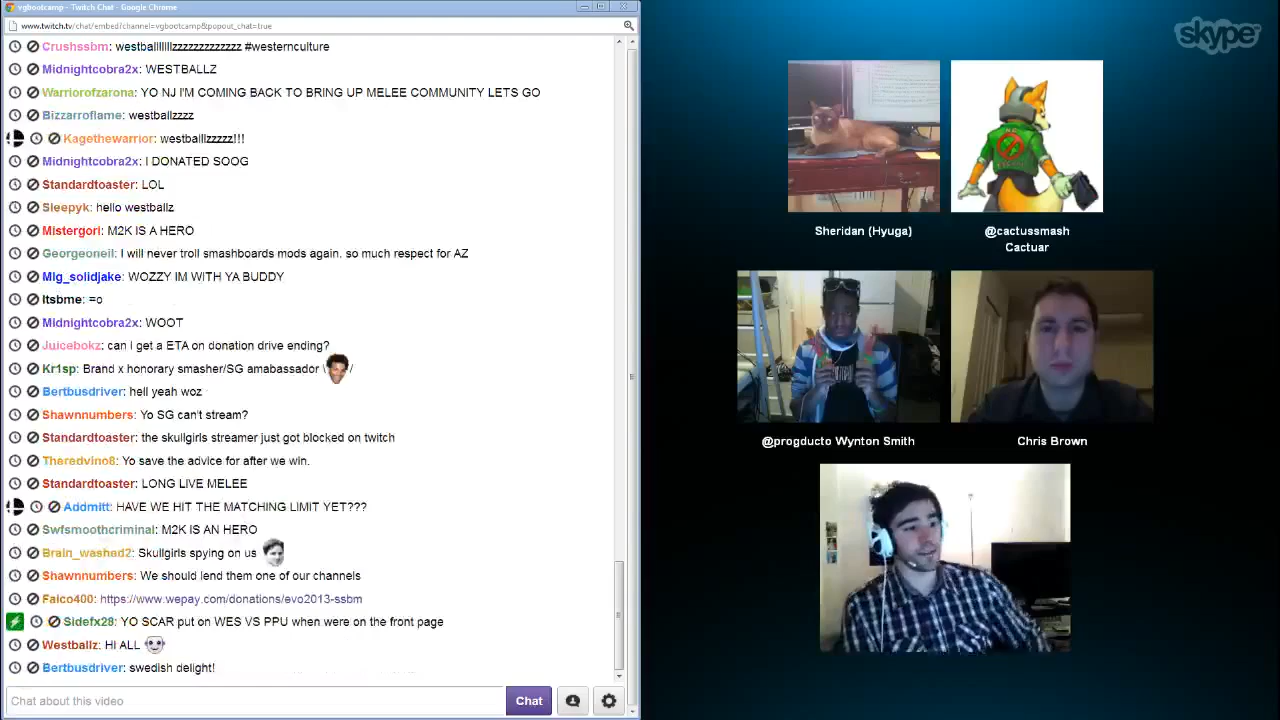 vgbootcamp - Twitch Chat - Google Chrome
www.twitch.tv/chat/embed?channel=vgbootcamp&popout_chat=true
Crushssbm: westballlllllzzzzzzzzzzzzz #westernculture
Midnightcobra2x: WESTBALLZ
Warriorofzarona: YO NJ I'M COMING BACK TO BRING UP MELEE COMMUNITY LETS GO
Bizzarroflame: westballzzzz
Kagethewarrior: westballlzzzzz!!!
Midnightcobra2x: I DONATED SOOG
Standardtoaster: LOL
Sleepyk: hello westballz
Mistergori: M2K IS A HERO
Georgeoneil: I will never troll smashboards mods again. so much respect for AZ
Mlg_solidjake: WOZZY IM WITH YA BUDDY
Itsbme: =o
Midnightcobra2x: WOOT
Juicebokz: can I get a ETA on donation drive ending?
Kr1sp: Brand x honorary smasher/SG amabassador \ /
Bertbusdriver: hell yeah woz
Shawnnumbers: Yo SG can't stream?
Standardtoaster: the skullgirls streamer just got blocked on twitch
Theredvino8: Yo save the advice for after we win.
Standardtoaster: LONG LIVE MELEE
Addmitt: HAVE WE HIT THE MATCHING LIMIT YET???
Swfsmoothcriminal: M2K IS AN HERO
Brain_washed2: Skullgirls spying on us
Shawnnumbers: We should lend them one of our channels
Faico400: https://www.wepay.com/donations/evo2013-ssbm
Sidefx28: YO SCAR put on WES VS PPU when were on the front page
Westballz: HI ALL
Bertbusdriver: swedish delight!
Chat about this video
Chat
skype
Sheridan (Hyuga)
@cactussmash
Cactuar
@progducto Wynton Smith
Chris Brown